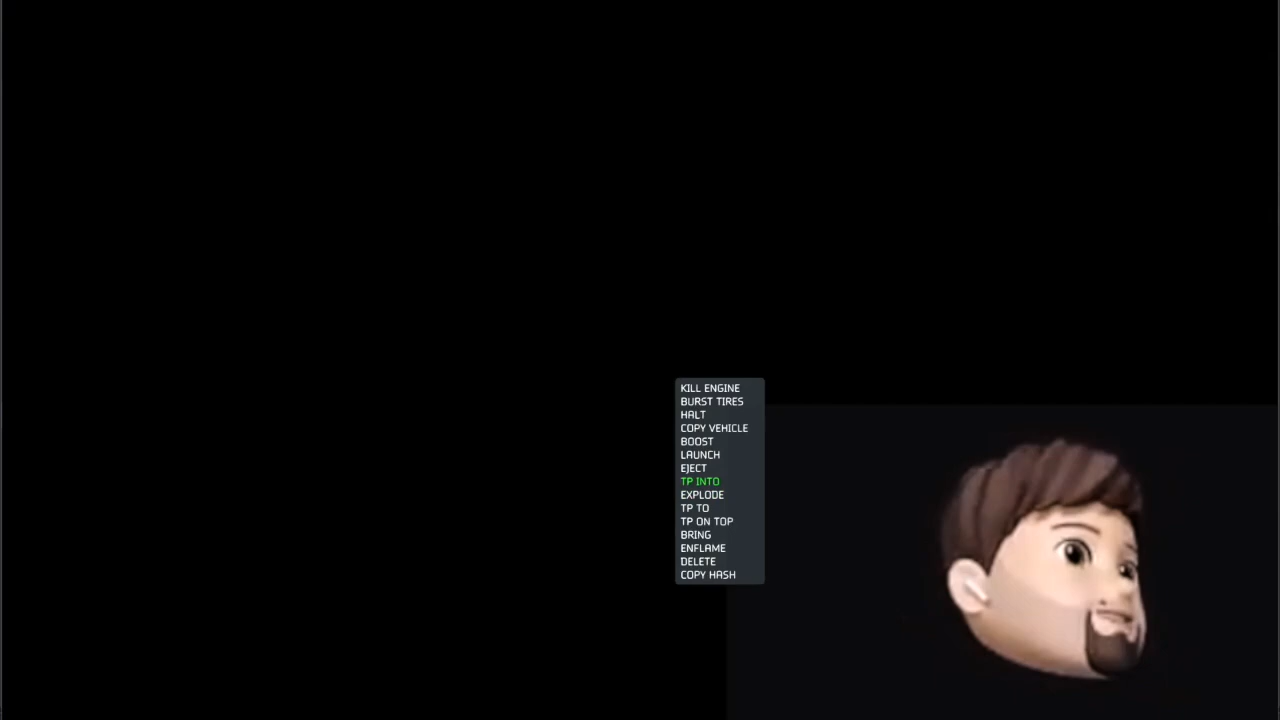 KILL ENGINE
BURST TIRES
HALT
COPY VEHICLE
BOOST
LAUNCH
EJECT
TP INTO
EXPLODE
TP TO
TP ON TOP
BRING
ENFLAME
DELETE
COPY HASH